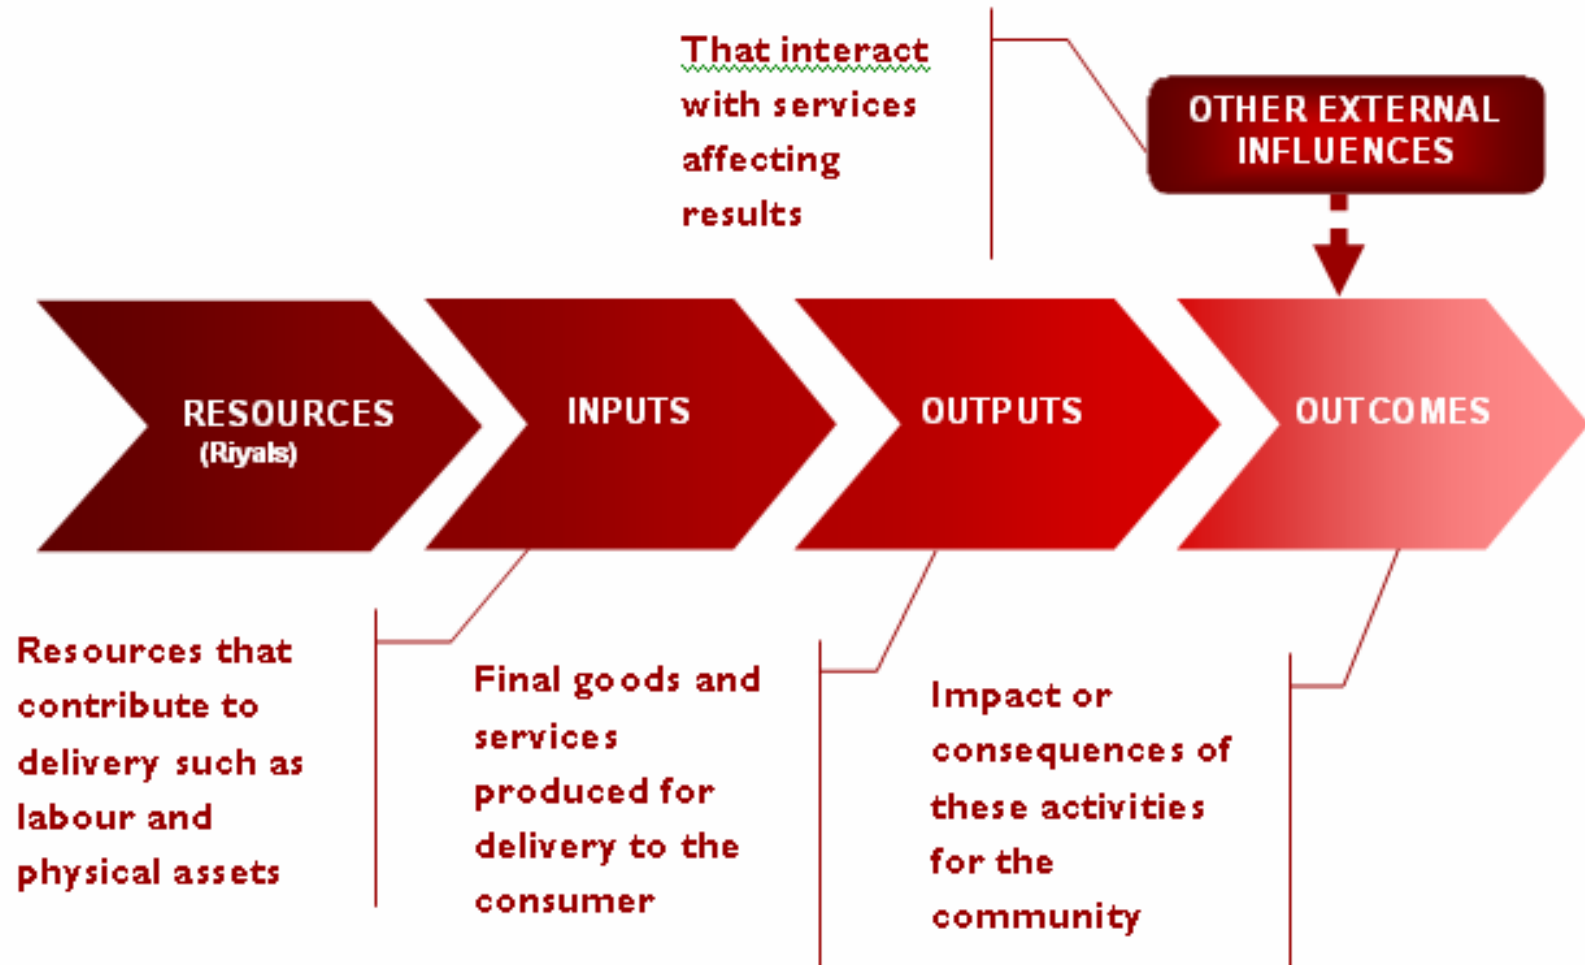 That interact
with services
affecting
results
OTHER EXTERNAL
INFLUENCES
RESOURCES
(Riyals)
INPUTS
OUTPUTS
OUTCOMES
Resources that
contribute to
delivery such as
labour and
physical assets
Final goods and
services
produced for
delivery to the
consumer
Impact or
consequences of
these activities
for the
community